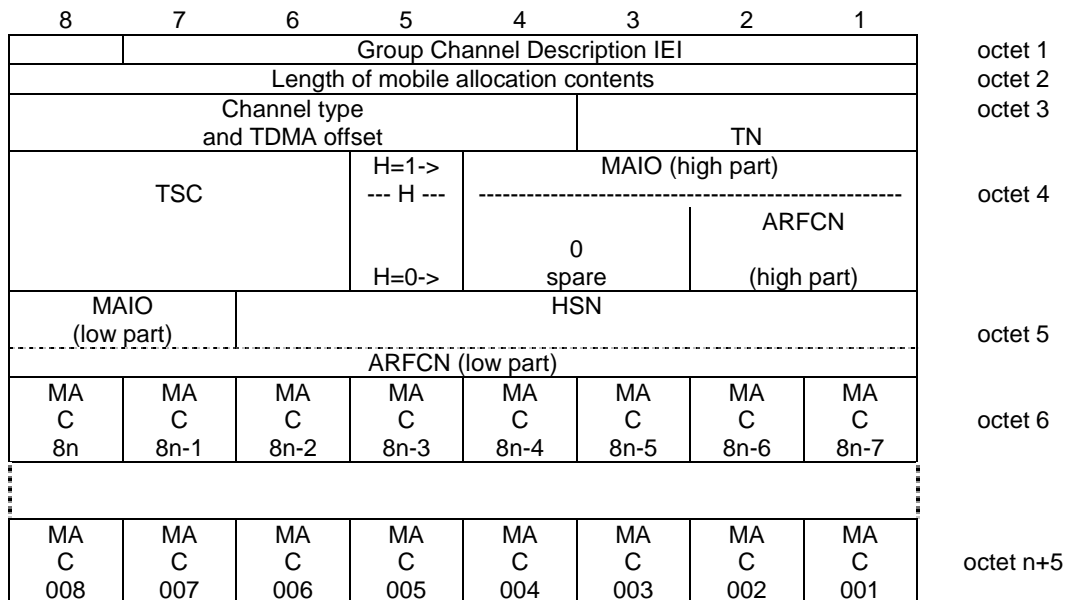 8 7 6 5 4 3 2 1
Group Channel Description IEI octet 1
Length of mobile allocation contents octet 2
Channel type octet 3
and TDMA offset TN
H=1-> MAIO (high part)
TSC --- H --- ----------------------------------------------------- octet 4
ARFCN
0
H=0-> spare (high part)
MAIO HSN
(low part) octet 5
ARFCN (low part)
MA MA MA MA MA MA MA MA
C C C C C C C C octet 6
8n 8n-1 8n-2 8n-3 8n-4 8n-5 8n-6 8n-7
MA MA MA MA MA MA MA MA
C C C C C C C C octet n+5
008 007 006 005 004 003 002 001